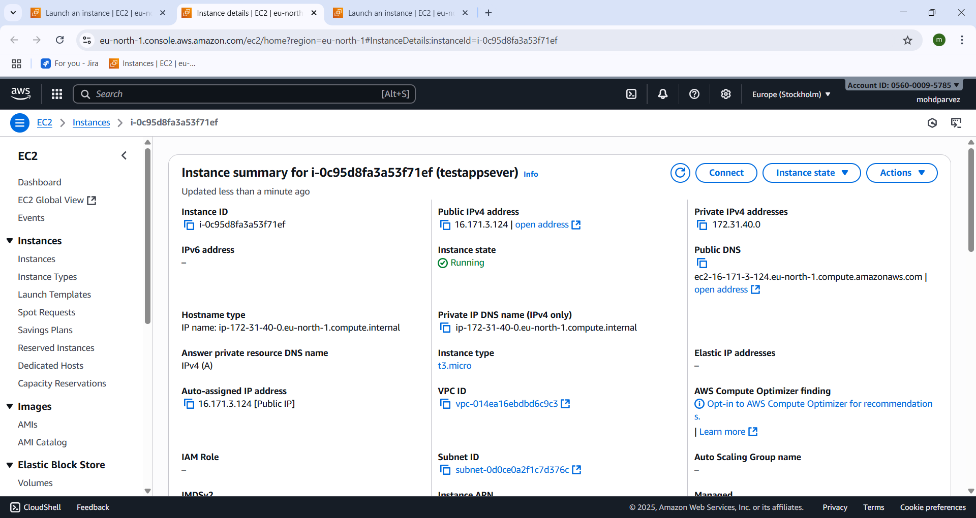 Launch an instance | EC2 | eu-n
Instance details | EC2 | eu-north
Launch an instance | EC2 | eu-n
eu-north-1.console.aws.amazon.com/ec2/home?region=eu-north-1#InstanceDetails:instanceId=i-0c95d8fa3a53f71ef
m
For you - Jira
Instances | EC2 | eu-...
aws
Search
[Alt+S]
Europe (Stockholm)
Account ID: 0560-0009-5785
mohdparvez
EC2
Instances
i-0c95d8fa3a53f71ef
EC2
Dashboard
EC2 Global View
Events
Instances
Instances
Instance Types
Launch Templates
Spot Requests
Savings Plans
Reserved Instances
Dedicated Hosts
Capacity Reservations
Images
AMIs
AMI Catalog
Elastic Block Store
Volumes
Instance summary for i-0c95d8fa3a53f71ef (testappsever) Info
Updated less than a minute ago
Connect
Instance state
Actions
Instance ID
i-0c95d8fa3a53f71ef
Public IPv4 address
16.171.3.124 | open address
Private IPv4 addresses
172.31.40.0
IPv6 address
–
Instance state
Running
Public DNS
ec2-16-171-3-124.eu-north-1.compute.amazonaws.com |
open address
Hostname type
IP name: ip-172-31-40-0.eu-north-1.compute.internal
Private IP DNS name (IPv4 only)
ip-172-31-40-0.eu-north-1.compute.internal
Answer private resource DNS name
IPv4 (A)
Instance type
t3.micro
Elastic IP addresses
–
Auto-assigned IP address
16.171.3.124 [Public IP]
VPC ID
vpc-014ea16ebdbd6c9c3
AWS Compute Optimizer finding
Opt-in to AWS Compute Optimizer for recommendation
s.
| Learn more
IAM Role
–
Subnet ID
subnet-0d0ce0a2f1c7d376c
Auto Scaling Group name
–
IMDSv2
Instance ARN
Managed
CloudShell
Feedback
© 2025, Amazon Web Services, Inc. or its affiliates.
Privacy
Terms
Cookie preferences